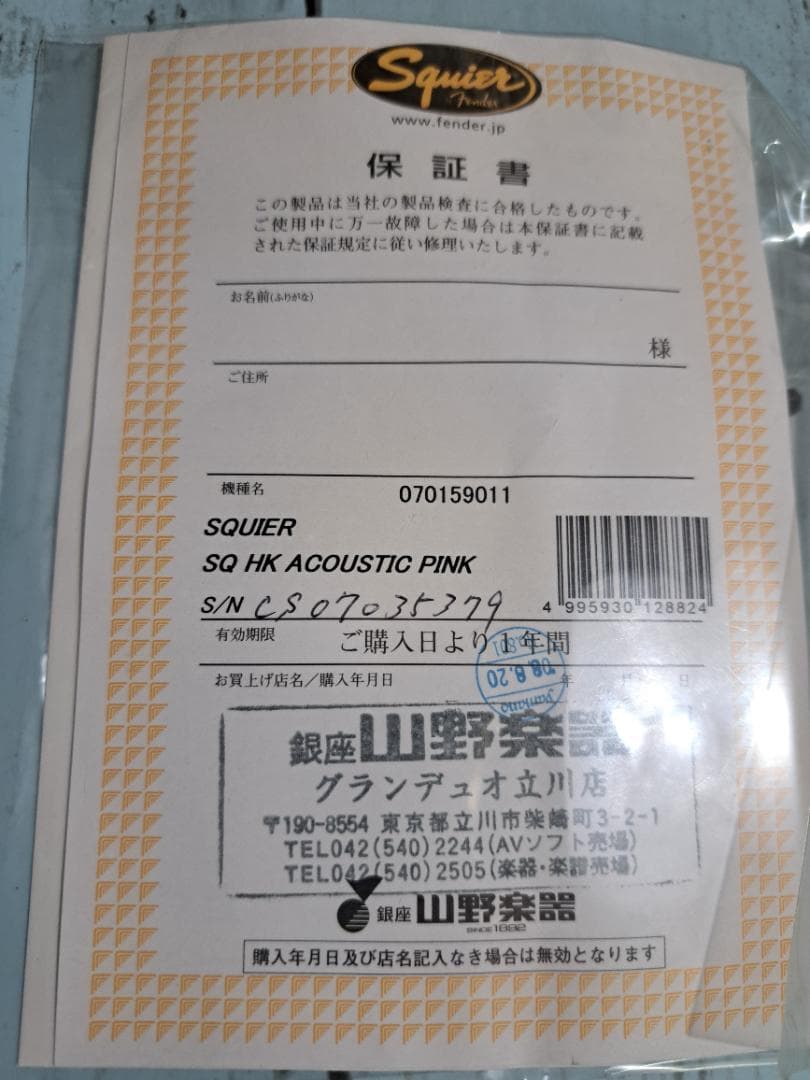 Squier
Fender
www.fender.jp
保証書
この製品は当社の製品検査に合格したものです。
ご使用中に万一故障した場合は本保証書に記載
された保証規定に従い修理いたします。
お名前(ふりがな)
様
ご住所
機種名
070159011
SQUIER
SQ HK ACOUSTIC PINK
S/N CS07035379
4 995930 128824
有効期限
ご購入日より1年間
お買上げ店名/購入年月日
年 月 日
'08.8.20
Yamano
銀座山野楽器
グランデュオ立川店
〒190-8554 東京都立川市柴崎町3-2-1
TEL042(540)2244(AVソフト売場)
TEL042(540)2505(楽器・楽譜売場)
銀座 山野楽器
SINCE 1892
購入年月日及び店名記入なき場合は無効となります